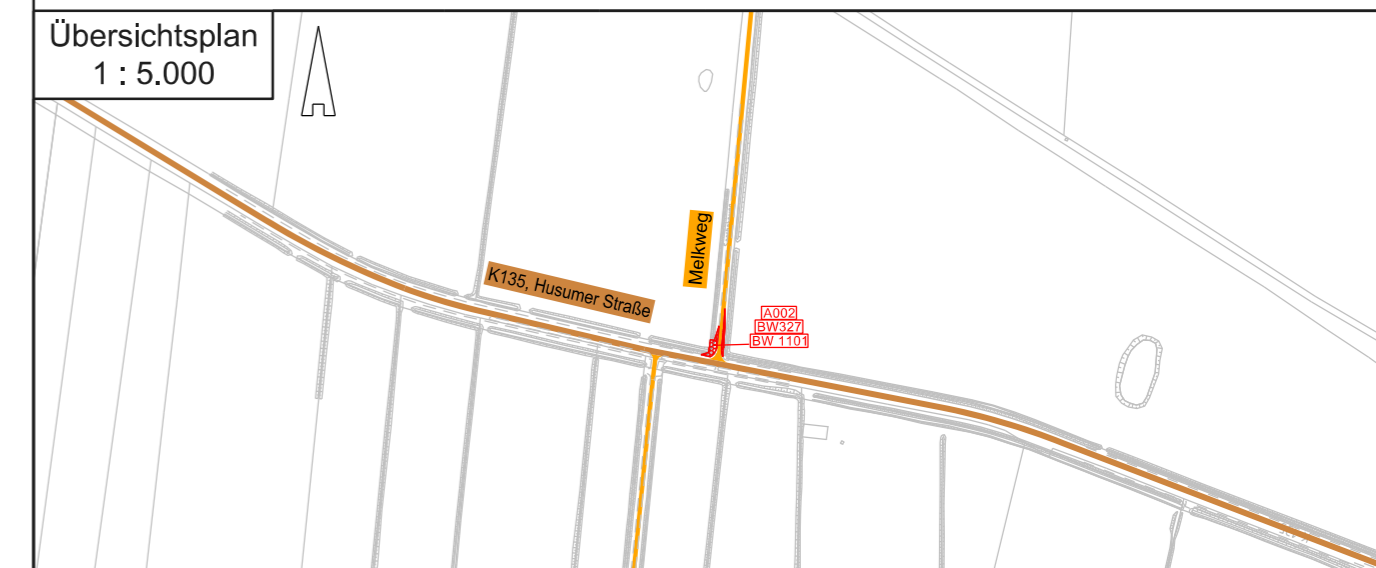 Übersichtsplan
1 : 5.000
Melkweg
K135, Husumer Straße
A002
BW327
BW 1101